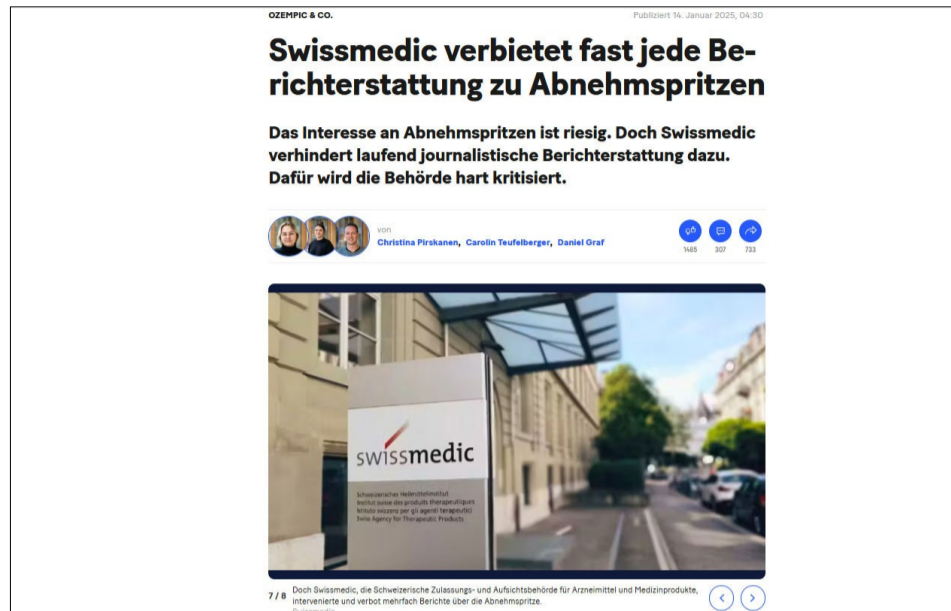 OZEMPIC & CO.
Publiziert 14. Januar 2025, 04:30
Swissmedic verbietet fast jede Be-
richterstattung zu Abnehmspritzen
Das Interesse an Abnehmspritzen ist riesig. Doch Swissmedic
verhindert laufend journalistische Berichterstattung dazu.
Dafür wird die Behörde hart kritisiert.
von
Christina Pirskanen, Carolin Teufelberger, Daniel Graf
1465 307 733
swissmedic
Schweizerisches Heilmittelinstitut
Institut suisse des produits thérapeutiques
Istituto svizzero per gli agenti terapeutici
Swiss Agency for Therapeutic Products
7 / 8
Doch Swissmedic, die Schweizerische Zulassungs- und Aufsichtsbehörde für Arzneimittel und Medizinprodukte,
intervenierte und verbot mehrfach Berichte über die Abnehmspritze.
Swissmedic